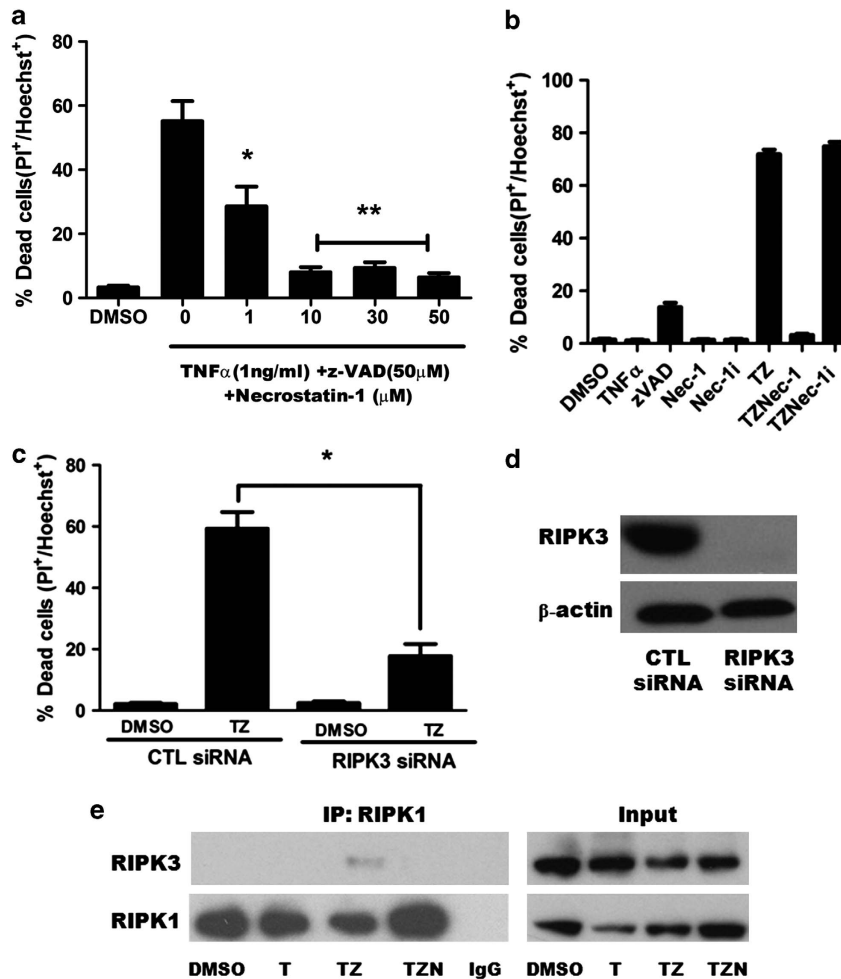 a
% Dead cells(PI⁺/Hoechst⁺)
80
60
40
20
0
*
**
DMSO 0 1 10 30 50
TNFα(1ng/ml) +z-VAD(50μM)
+Necrostatin-1 (μM)
b
% Dead cells(PI⁺/Hoechst⁺)
100
80
60
40
20
0
DMSO
TNFα
zVAD
Nec-1
Nec-1i
TZ
TZNec-1
TZNec-1i
c
% Dead cells (PI⁺/Hoechst⁺)
100
80
60
40
20
0
*
DMSO TZ DMSO TZ
CTL siRNA RIPK3 siRNA
d
RIPK3
β-actin
CTL siRNA
RIPK3 siRNA
e
IP: RIPK1 Input
RIPK3
RIPK1
DMSO T TZ TZN IgG DMSO T TZ TZN